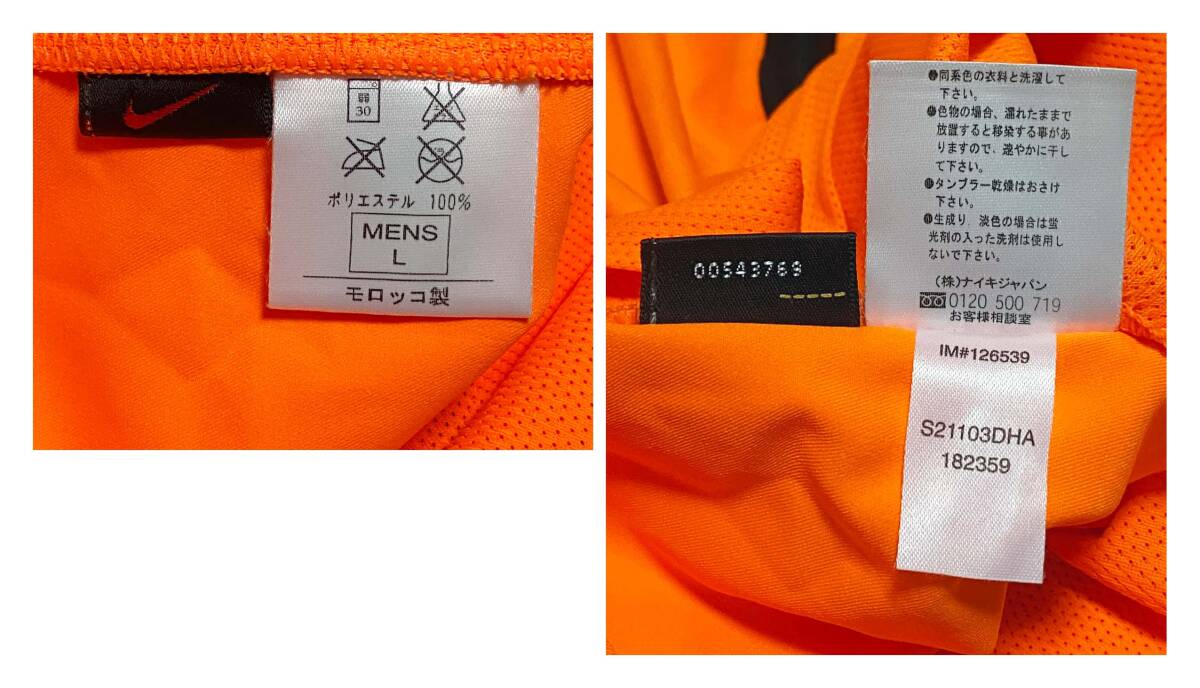 弱
30
ポリエステル 100%
MENS
L
モロッコ製
●同系色の衣料と洗濯して
下さい。
●色物の場合、濡れたままで
放置すると移染する事があ
りますので、速やかに干し
て下さい。
●タンブラー乾燥はおさけ
下さい。
●生成り、淡色の場合は蛍
光剤の入った洗剤は使用し
ないで下さい。
(株)ナイキジャパン
0120 500 719
お客様相談室
00543769
IM#126539
S21103DHA
182359